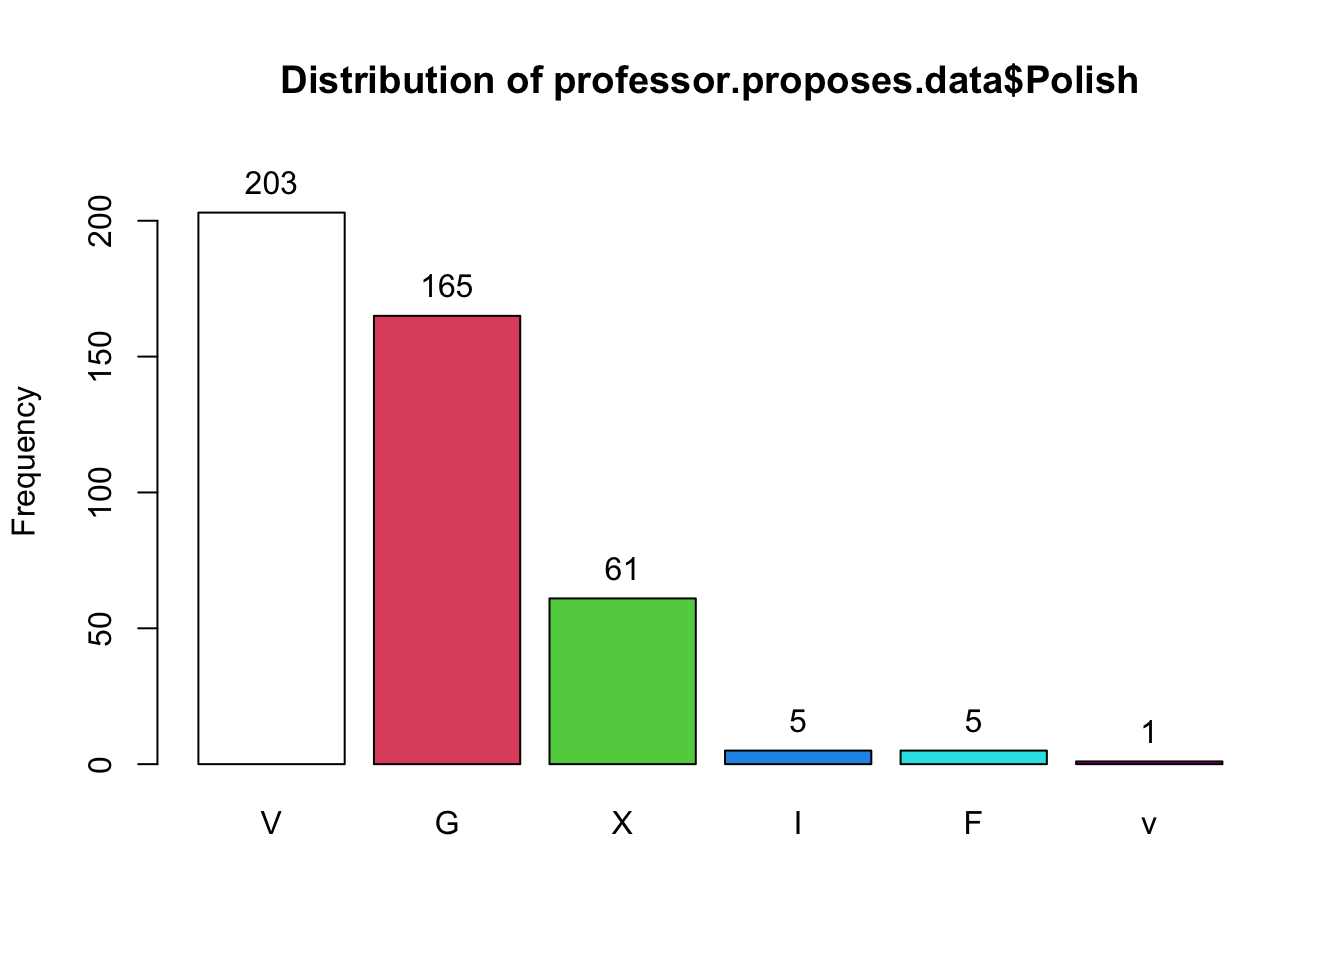 Distribution of professor.proposes.data$Polish
Frequency
200
150
100
50
0
203
165
61
5
5
1
V
G
X
I
F
v